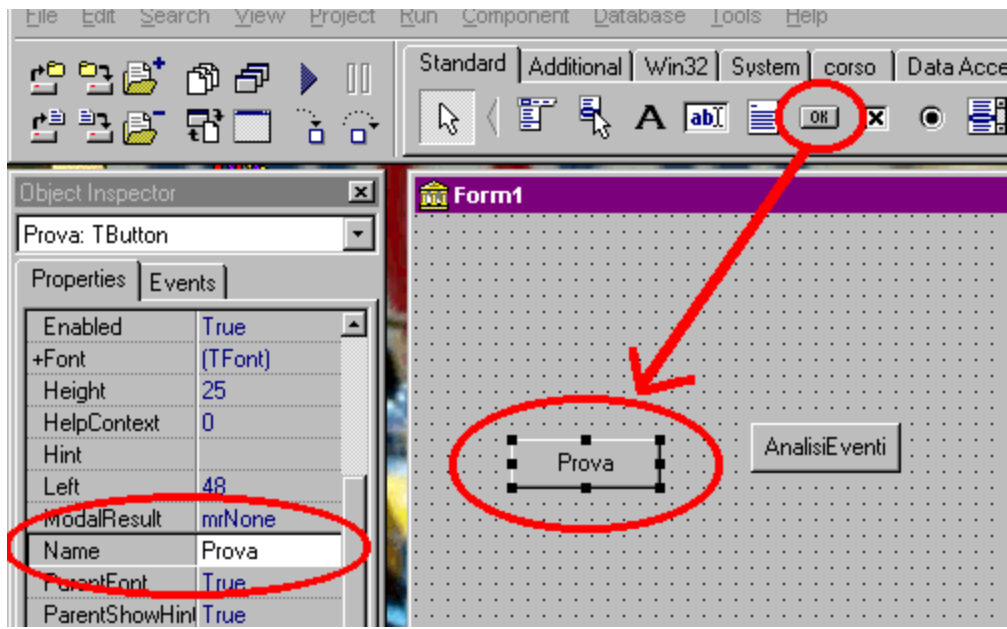 File Edit Search View Project Run Component Database Tools Help
Standard Additional Win32 System corso Data Acce
A ab OK
Object Inspector
Form1
Prova: TButton
Properties Events
Enabled True
+Font (TFont)
Height 25
HelpContext 0
Hint
Left 48
ModalResult mrNone
Name Prova
ParentFont True
ParentShowHin True
Prova
AnalisiEventi